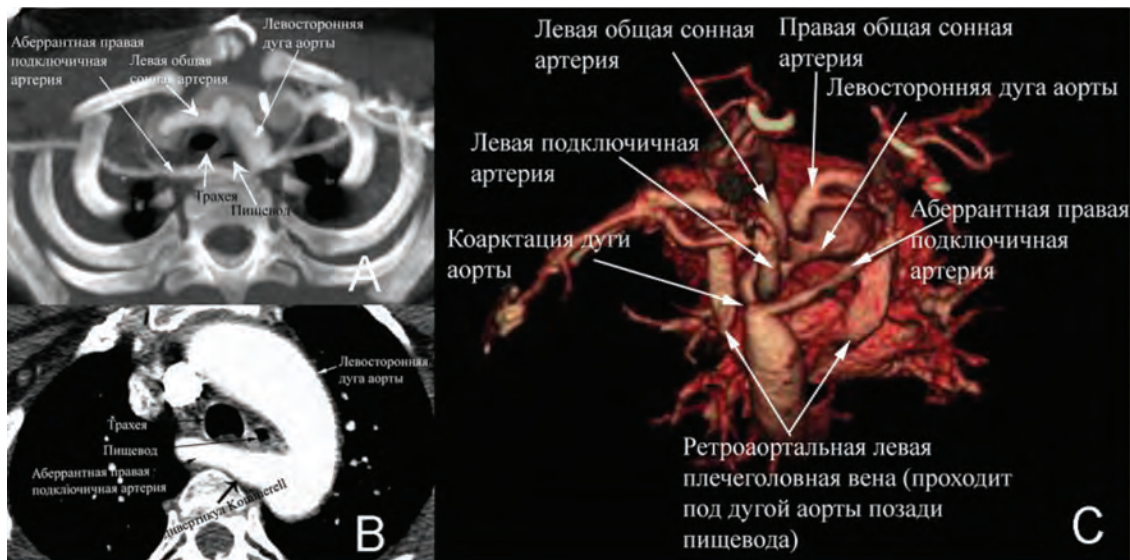 Аберрантная правая
подключичная
артерия
Левая общая
сонная артерия
Левосторонняя
дуга аорты
Трахея
Пищевод
A
Левосторонняя
дуга аорты
Трахея
Пищевод
Аберрантная правая
подключичная артерия
дивертикул Kommerell
B
Левая общая сонная
артерия
Правая общая
сонная
артерия
Левосторонняя дуга аорты
Левая подключичная
артерия
Аберрантная правая
подключичная
артерия
Коарктация дуги
аорты
Ретроаортальная левая
плечеголовная вена (проходит
под дугой аорты позади
пищевода)
C